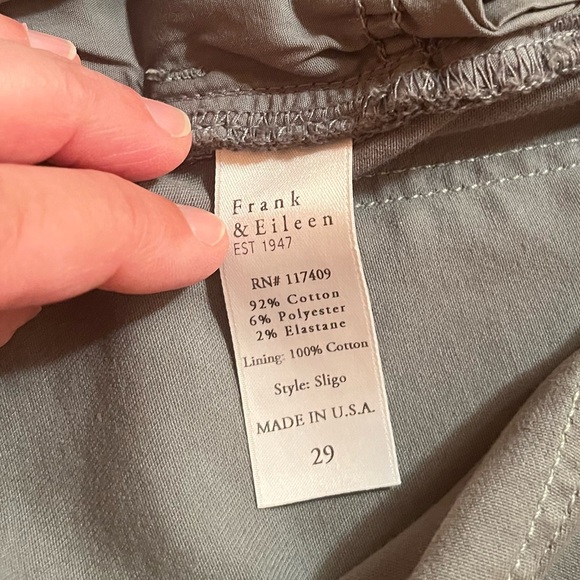 Frank
& Eileen
EST 1947
RN# 117409
92% Cotton
6% Polyester
2% Elastane
Lining: 100% Cotton
Style: Sligo
MADE IN U.S.A.
29